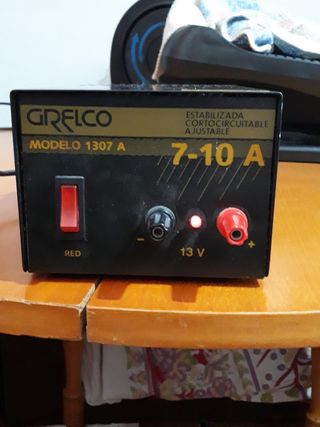 GRELCO
ESTABILIZADA
CORTOCIRCUITABLE
AJUSTABLE
MODELO 1307 A
7-10 A
- +
RED
13 V